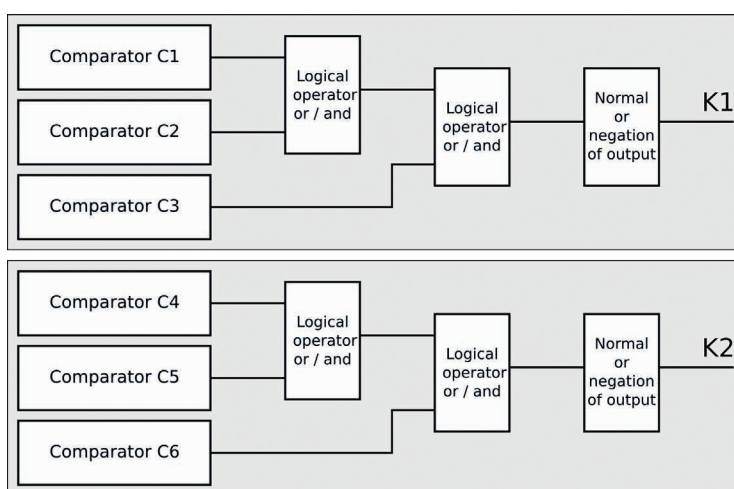 Comparator C1
Comparator C2
Comparator C3
Logical
operator
or / and
Logical
operator
or / and
Normal
or
negation
of output
K1
Comparator C4
Comparator C5
Comparator C6
Logical
operator
or / and
Logical
operator
or / and
Normal
or
negation
of output
K2